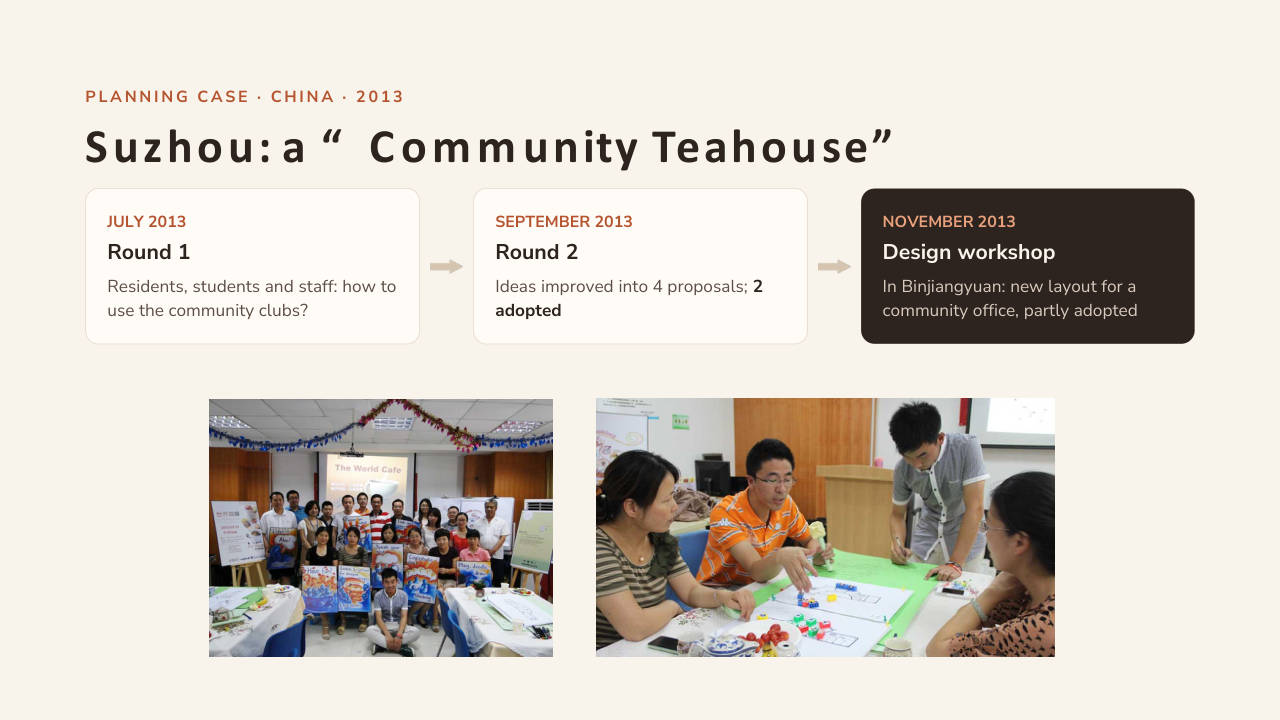 PLANNING CASE · CHINA · 2013
Suzhou: a “ Community Teahouse”
JULY 2013
Round 1
Residents, students and staff: how to
use the community clubs?
SEPTEMBER 2013
Round 2
Ideas improved into 4 proposals; 2
adopted
NOVEMBER 2013
Design workshop
In Binjiangyuan: new layout for a
community office, partly adopted
The World Cafe